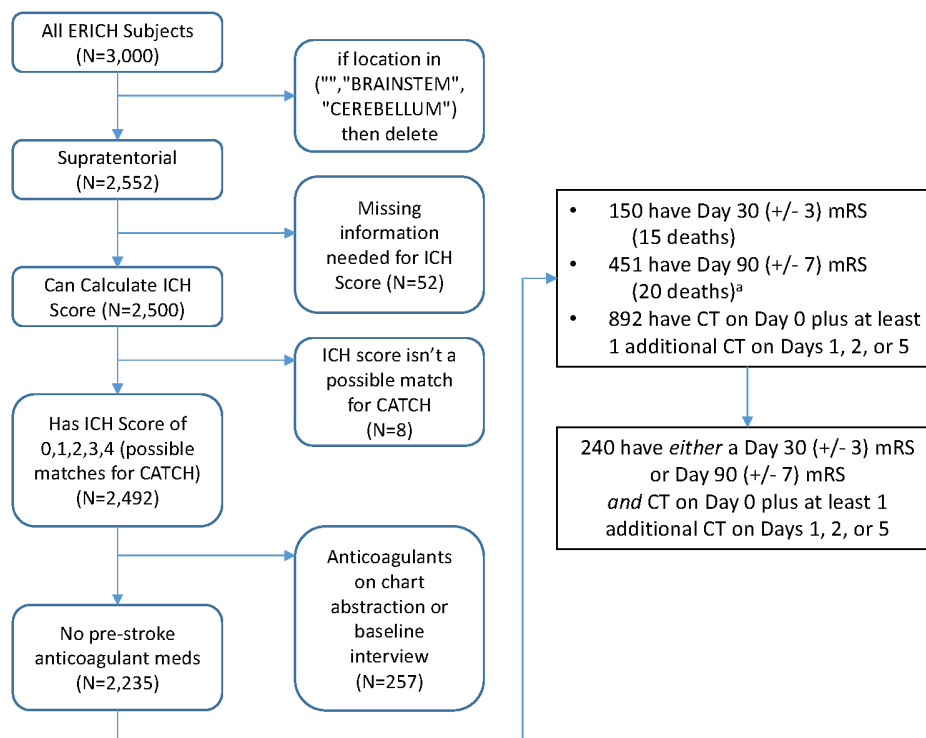 All ERICH Subjects
(N=3,000)
if location in
("","BRAINSTEM",
"CEREBELLUM")
then delete
Supratentorial
(N=2,552)
Missing
information
needed for ICH
Score (N=52)
Can Calculate ICH
Score (N=2,500)
ICH score isn't a
possible match
for CATCH
(N=8)
Has ICH Score of
0,1,2,3,4 (possible
matches for CATCH)
(N=2,492)
Anticoagulants
on chart
abstraction or
baseline
interview
(N=257)
No pre-stroke
anticoagulant meds
(N=2,235)
• 150 have Day 30 (+/- 3) mRS
(15 deaths)
• 451 have Day 90 (+/- 7) mRS
(20 deaths)ª
• 892 have CT on Day 0 plus at least
1 additional CT on Days 1, 2, or 5
240 have either a Day 30 (+/- 3) mRS
or Day 90 (+/- 7) mRS
and CT on Day 0 plus at least 1
additional CT on Days 1, 2, or 5